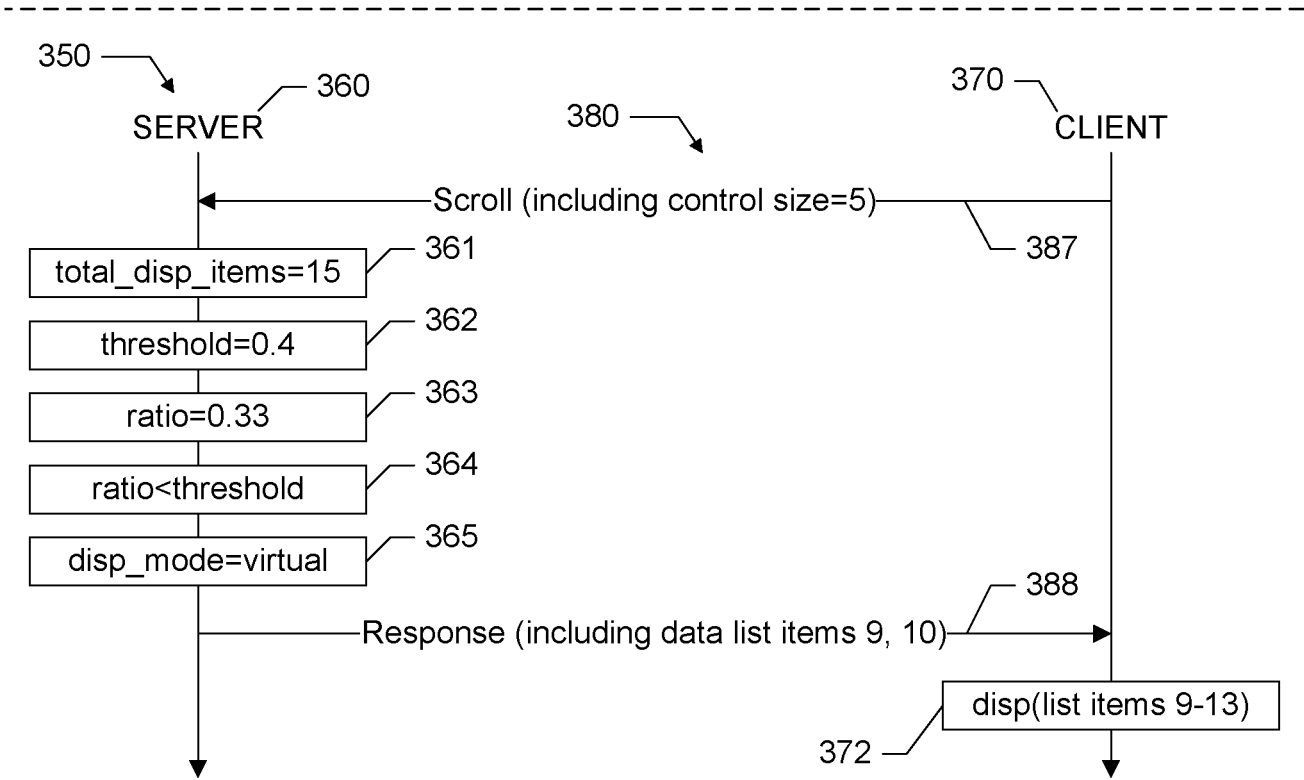 350
360
370
SERVER
380
CLIENT
Scroll (including control size=5)
387
361
total_disp_items=15
362
threshold=0.4
363
ratio=0.33
364
ratio<threshold
365
disp_mode=virtual
388
Response (including data list items 9, 10)
disp(list items 9-13)
372